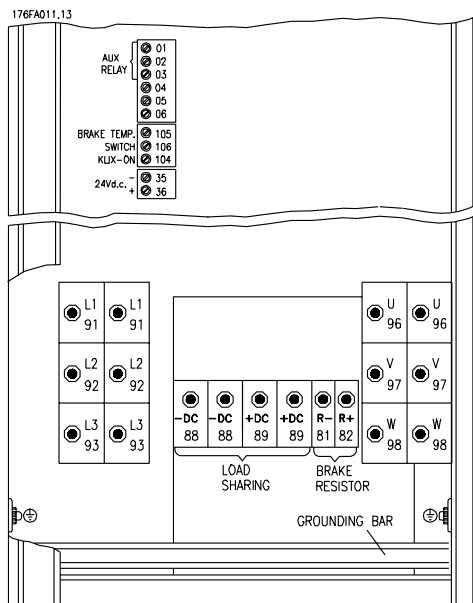 176FA011.13
AUX
RELAY
01
02
03
04
05
06
BRAKE TEMP. 105
SWITCH 106
KLIX-ON 104
24Vd.c.
- 35
+ 36
L1 L1
91 91
L2 L2
92 92
L3 L3
93 93
-DC -DC +DC +DC R- R+
88 88 89 89 81 82
LOAD
SHARING
BRAKE
RESISTOR
U U
96 96
V V
97 97
W W
98 98
GROUNDING BAR